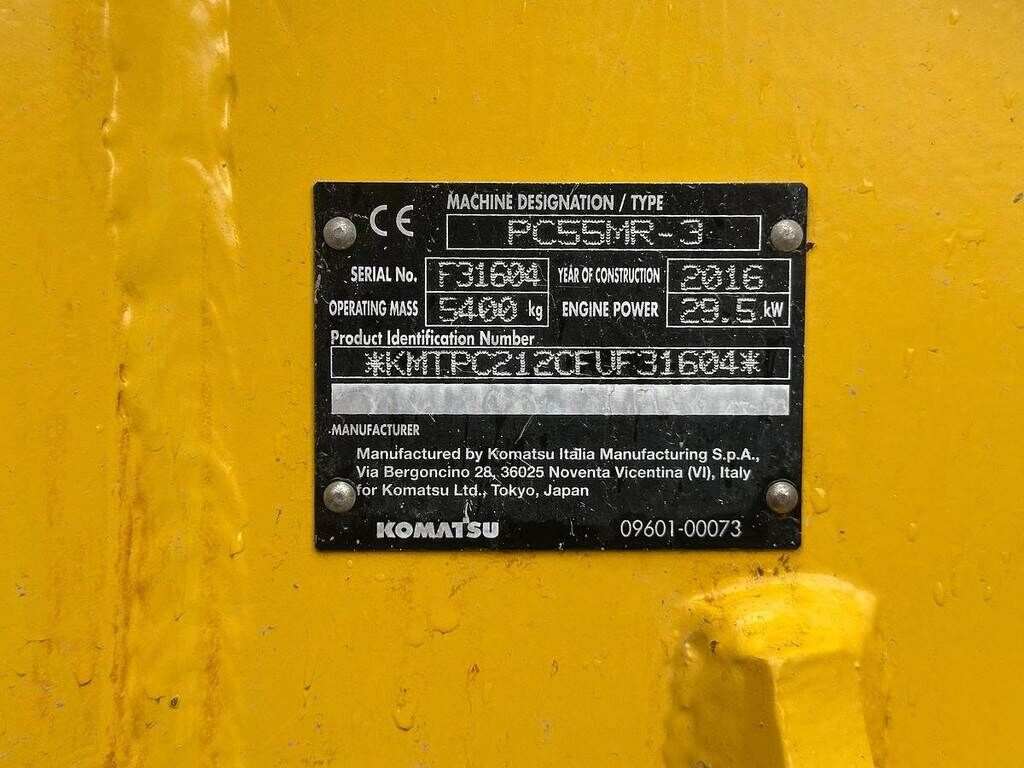 CE MACHINE DESIGNATION / TYPE
PC55MR-3
SERIAL No. F31604 YEAR OF CONSTRUCTION 2016
OPERATING MASS 5400 kg ENGINE POWER 29.5 kW
Product Identification Number
*KMTPC212CFUF31604*
MANUFACTURER
Manufactured by Komatsu Italia Manufacturing S.p.A.,
Via Bergoncino 28, 36025 Noventa Vicentina (VI), Italy
for Komatsu Ltd., Tokyo, Japan
KOMATSU 09601-00073